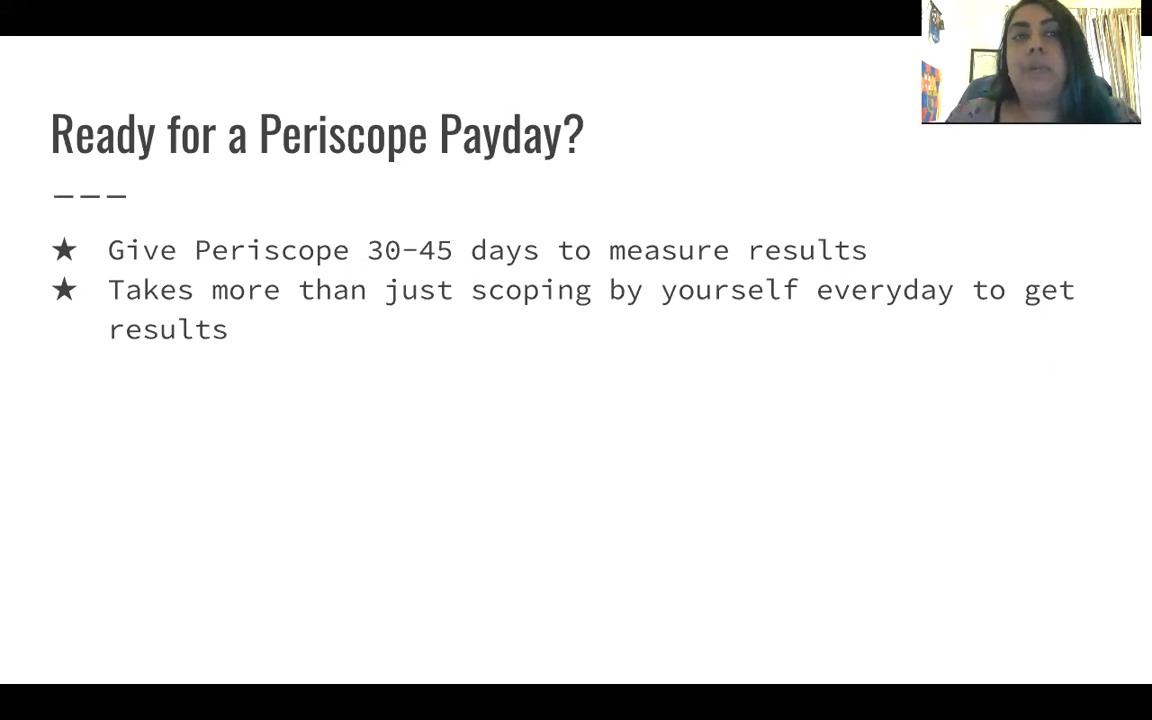 Ready for a Periscope Payday?
★ Give Periscope 30-45 days to measure results
★ Takes more than just scoping by yourself everyday to get
results